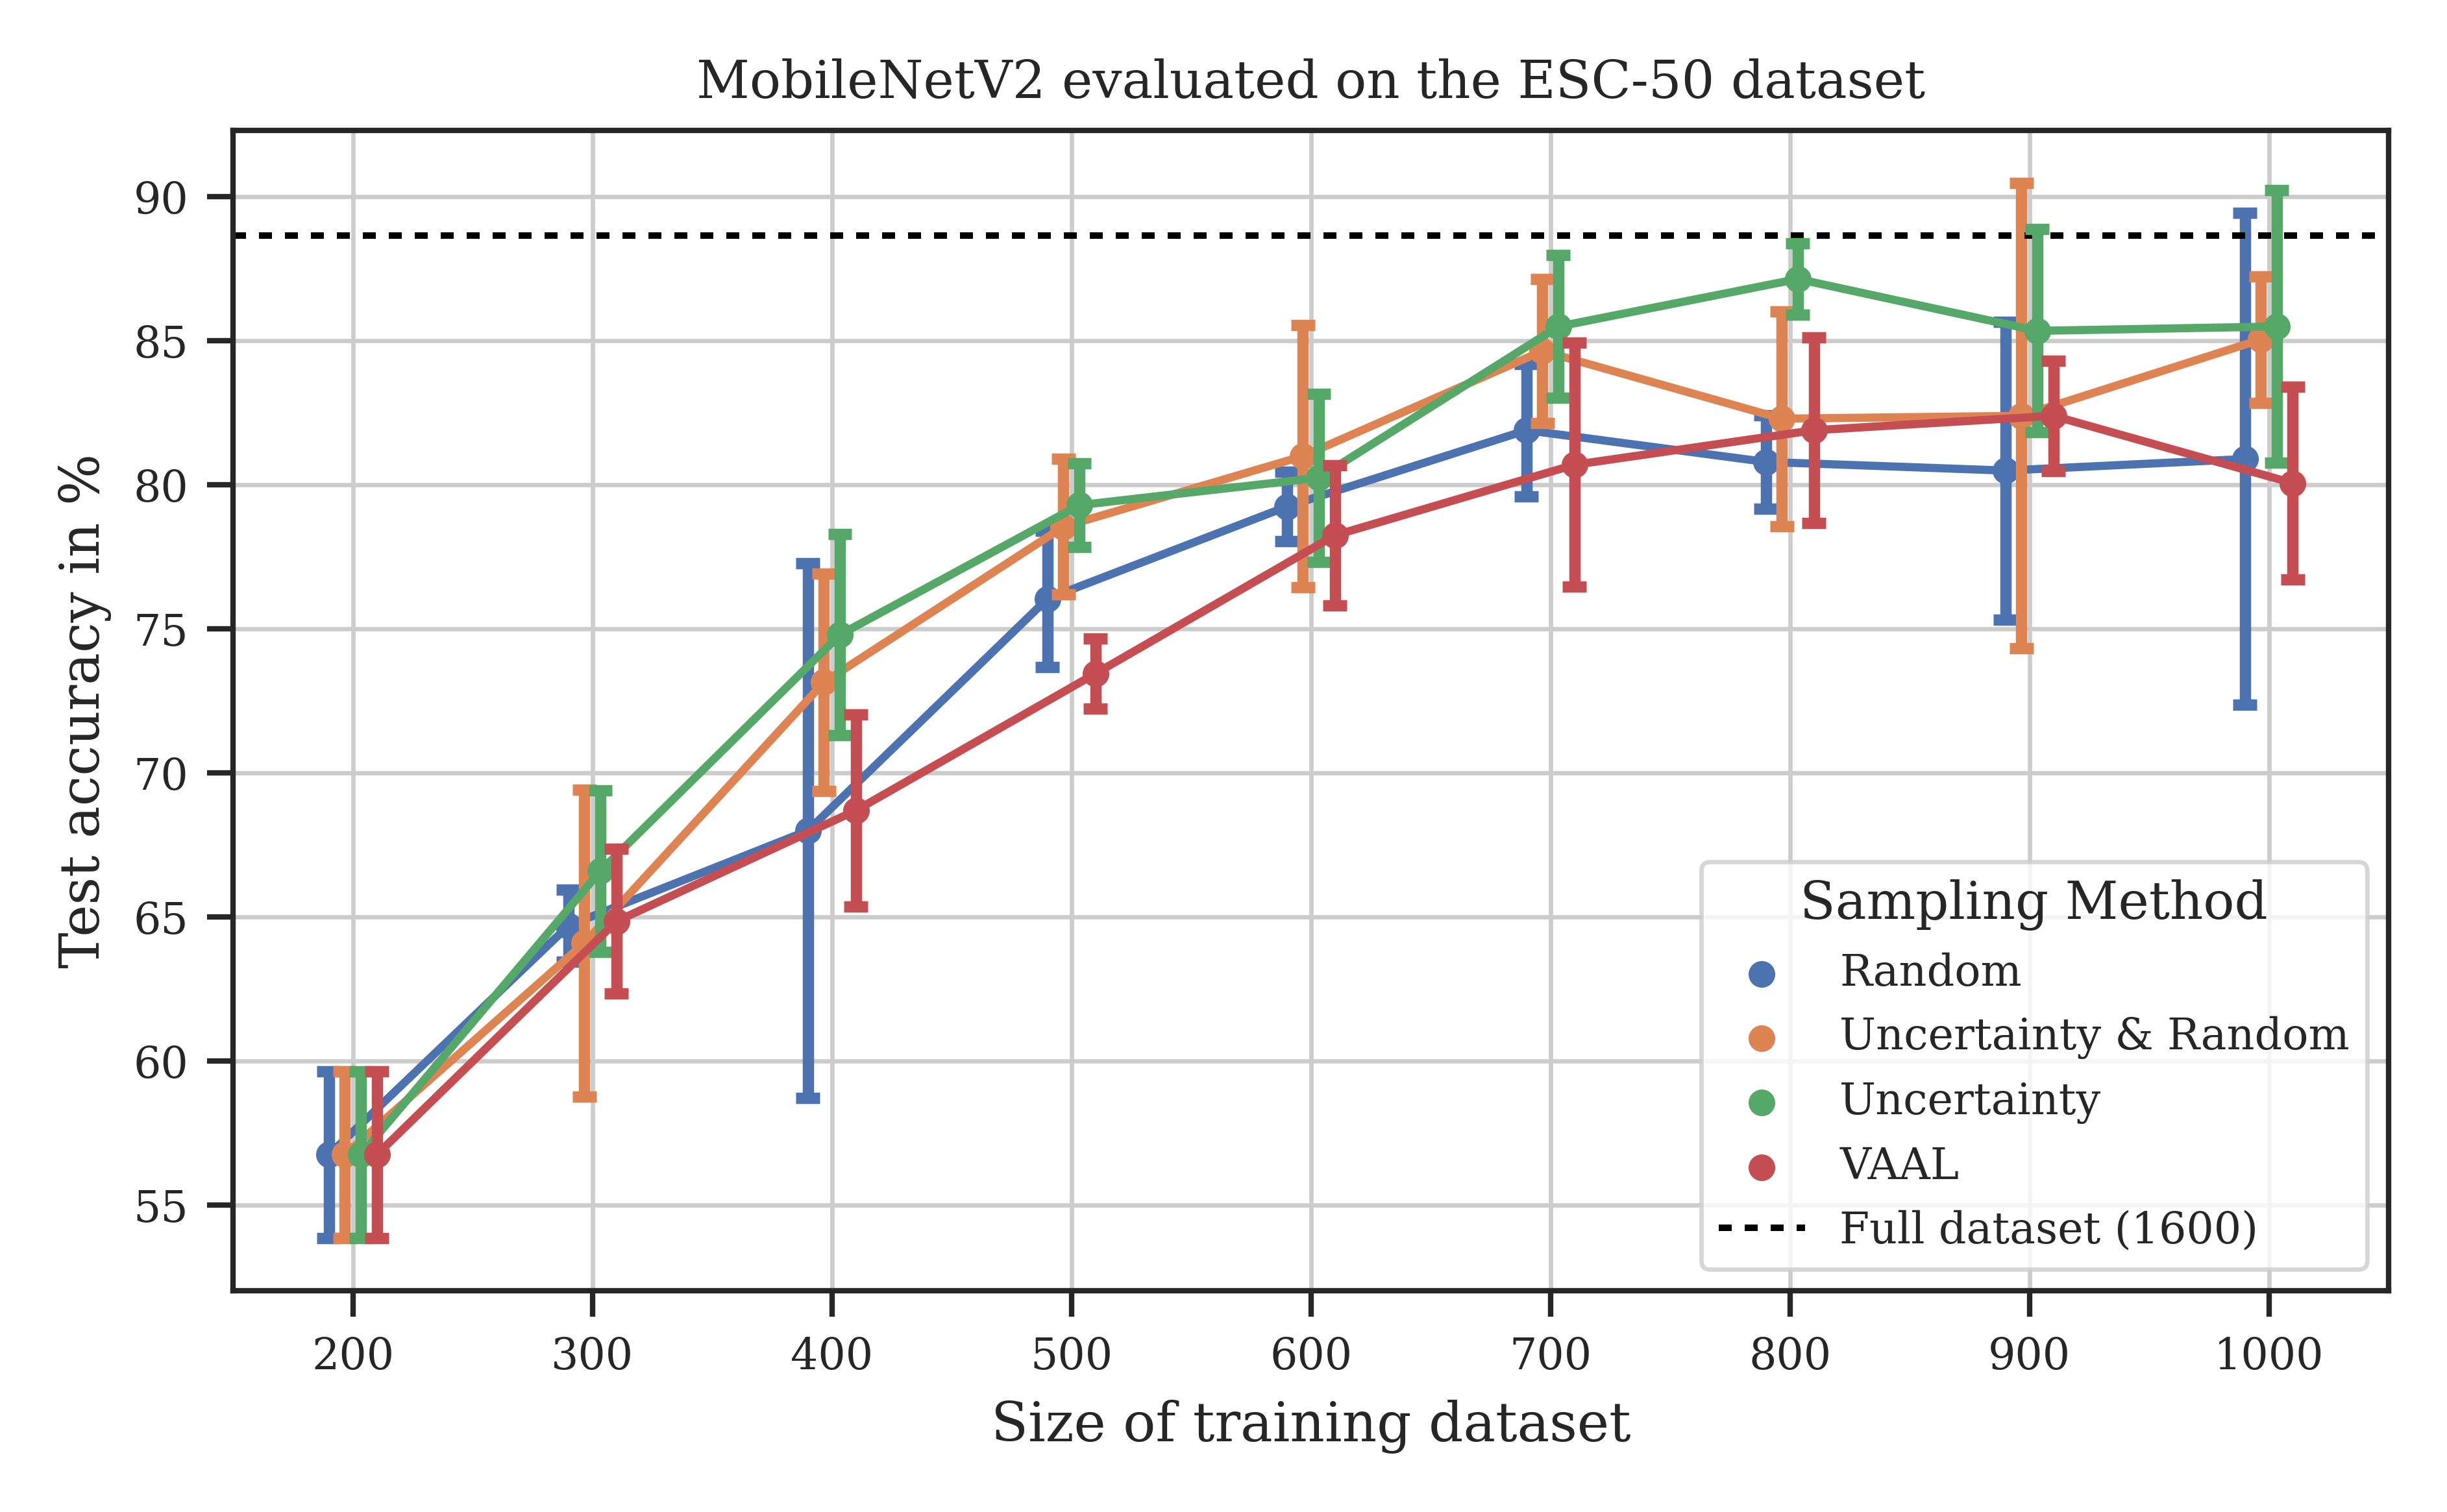 MobileNetV2 evaluated on the ESC-50 dataset
Test accuracy in %
90
85
80
75
70
65
60
55
200 300 400 500 600 700 800 900 1000
Size of training dataset
Sampling Method
Random
Uncertainty & Random
Uncertainty
VAAL
Full dataset (1600)